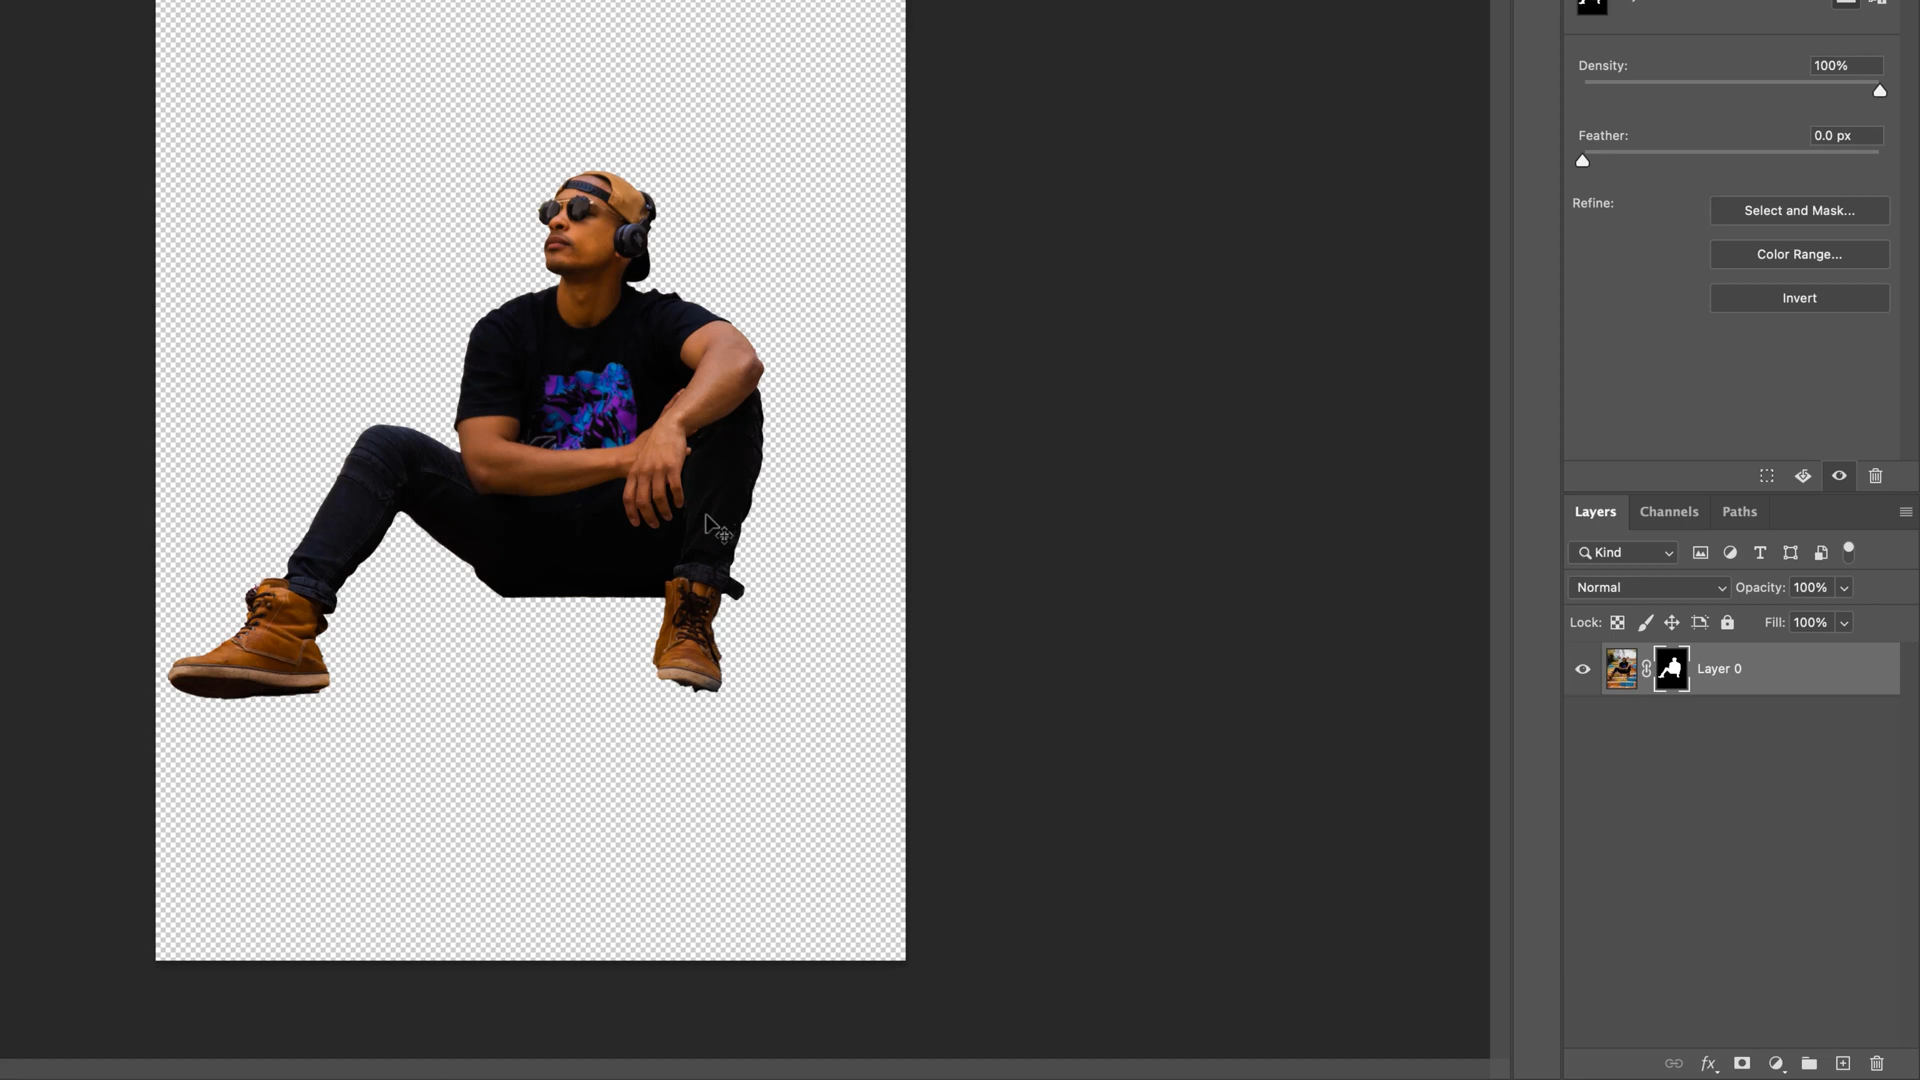 Density:
100%
Feather:
0.0 px
Refine:
Select and Mask...
Color Range...
Invert
Layers
Channels
Paths
Kind
Normal
Opacity:
100%
Lock:
Fill:
100%
Layer 0
fx